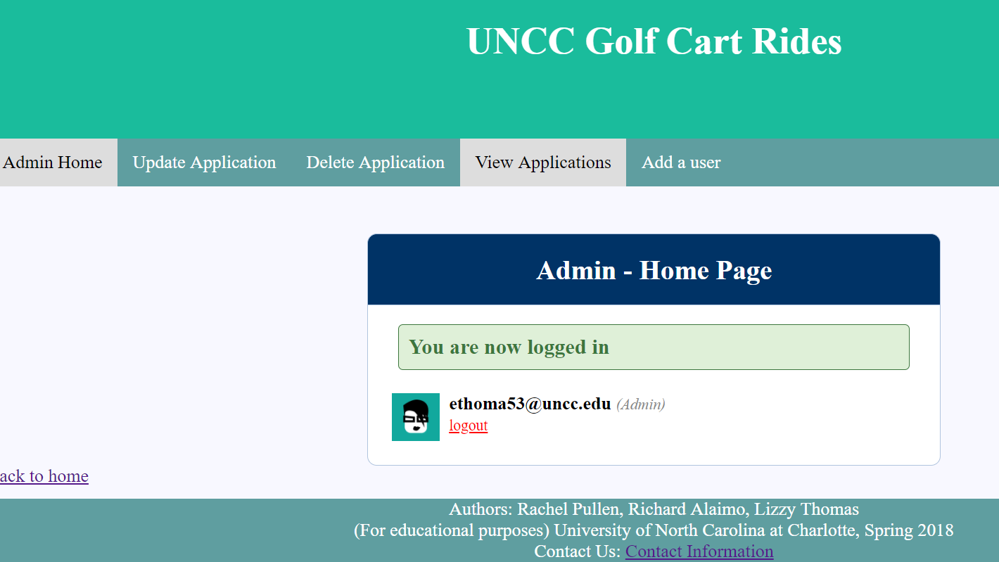 UNCC Golf Cart Rides
Admin Home Update Application Delete Application View Applications Add a user
Admin - Home Page
You are now logged in
ethoma53@uncc.edu (Admin)
logout
ack to home
Authors: Rachel Pullen, Richard Alaimo, Lizzy Thomas
(For educational purposes) University of North Carolina at Charlotte, Spring 2018
Contact Us: Contact Information